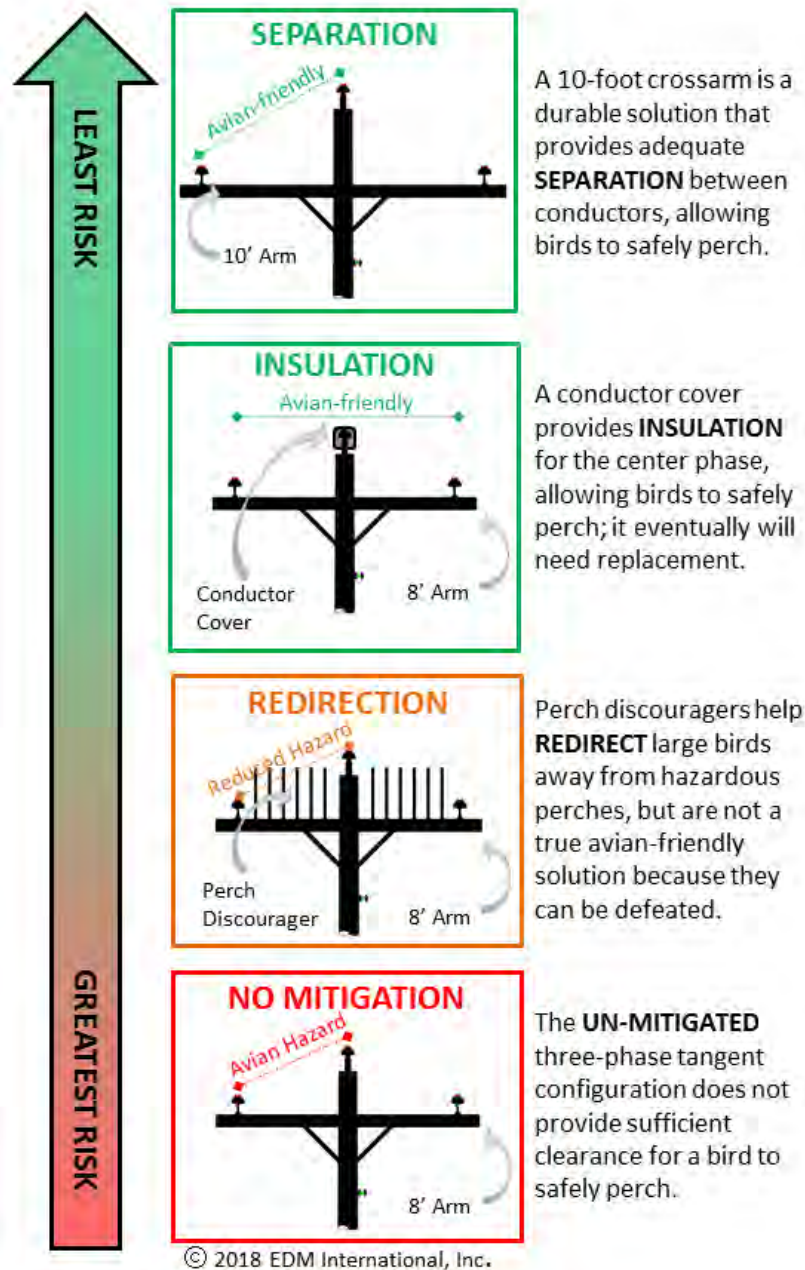 LEAST RISK
GREATEST RISK
SEPARATION
Avian-friendly
10' Arm
A 10-foot crossarm is a
durable solution that
provides adequate
SEPARATION between
conductors, allowing
birds to safely perch.
INSULATION
Avian-friendly
Conductor
Cover
8' Arm
A conductor cover
provides INSULATION
for the center phase,
allowing birds to safely
perch; it eventually will
need replacement.
REDIRECTION
Reduced Hazard
Perch
Discourager
8' Arm
Perch discouragers help
REDIRECT large birds
away from hazardous
perches, but are not a
true avian-friendly
solution because they
can be defeated.
NO MITIGATION
Avian Hazard
8' Arm
The UN-MITIGATED
three-phase tangent
configuration does not
provide sufficient
clearance for a bird to
safely perch.
© 2018 EDM International, Inc.